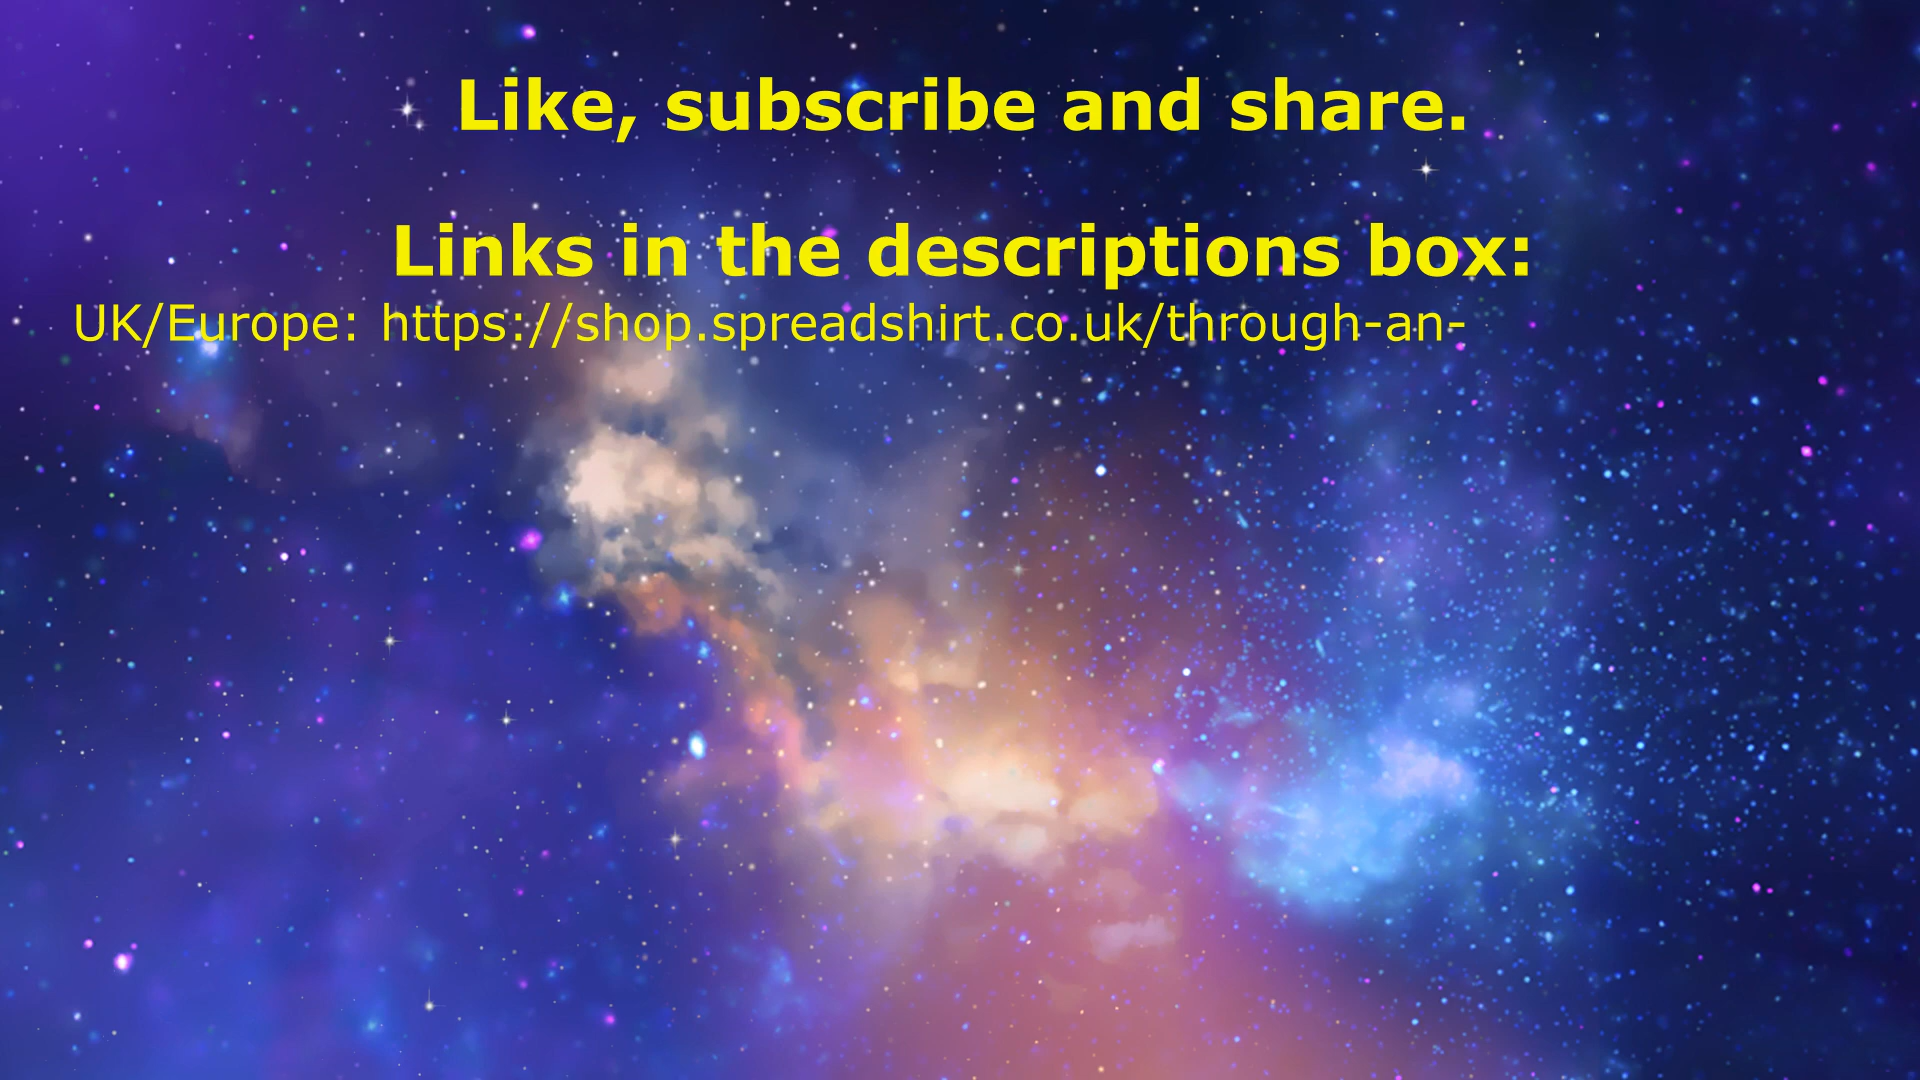 Like, subscribe and share.
Links in the descriptions box:
UK/Europe: https://shop.spreadshirt.co.uk/through-an-